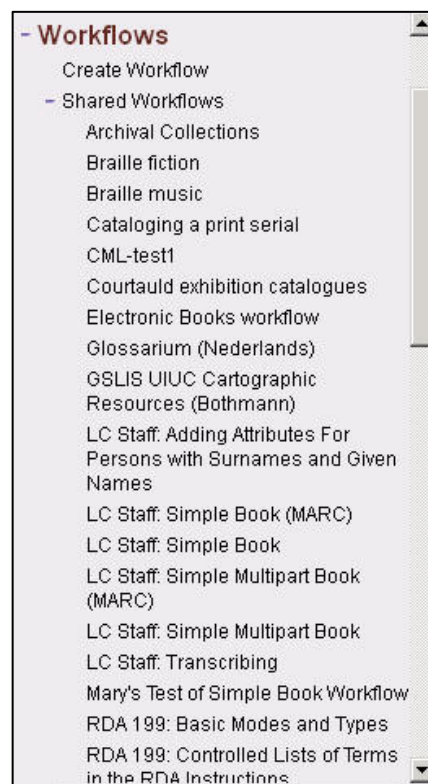 - Workflows
Create Workflow
- Shared Workflows
Archival Collections
Braille fiction
Braille music
Cataloging a print serial
CML-test1
Courtauld exhibition catalogues
Electronic Books workflow
Glossarium (Nederlands)
GSLIS UIUC Cartographic
Resources (Bothmann)
LC Staff: Adding Attributes For
Persons with Surnames and Given
Names
LC Staff: Simple Book (MARC)
LC Staff: Simple Book
LC Staff: Simple Multipart Book
(MARC)
LC Staff: Simple Multipart Book
LC Staff: Transcribing
Mary's Test of Simple Book Workflow
RDA 199: Basic Modes and Types
RDA 199: Controlled Lists of Terms
in the RDA Instructions